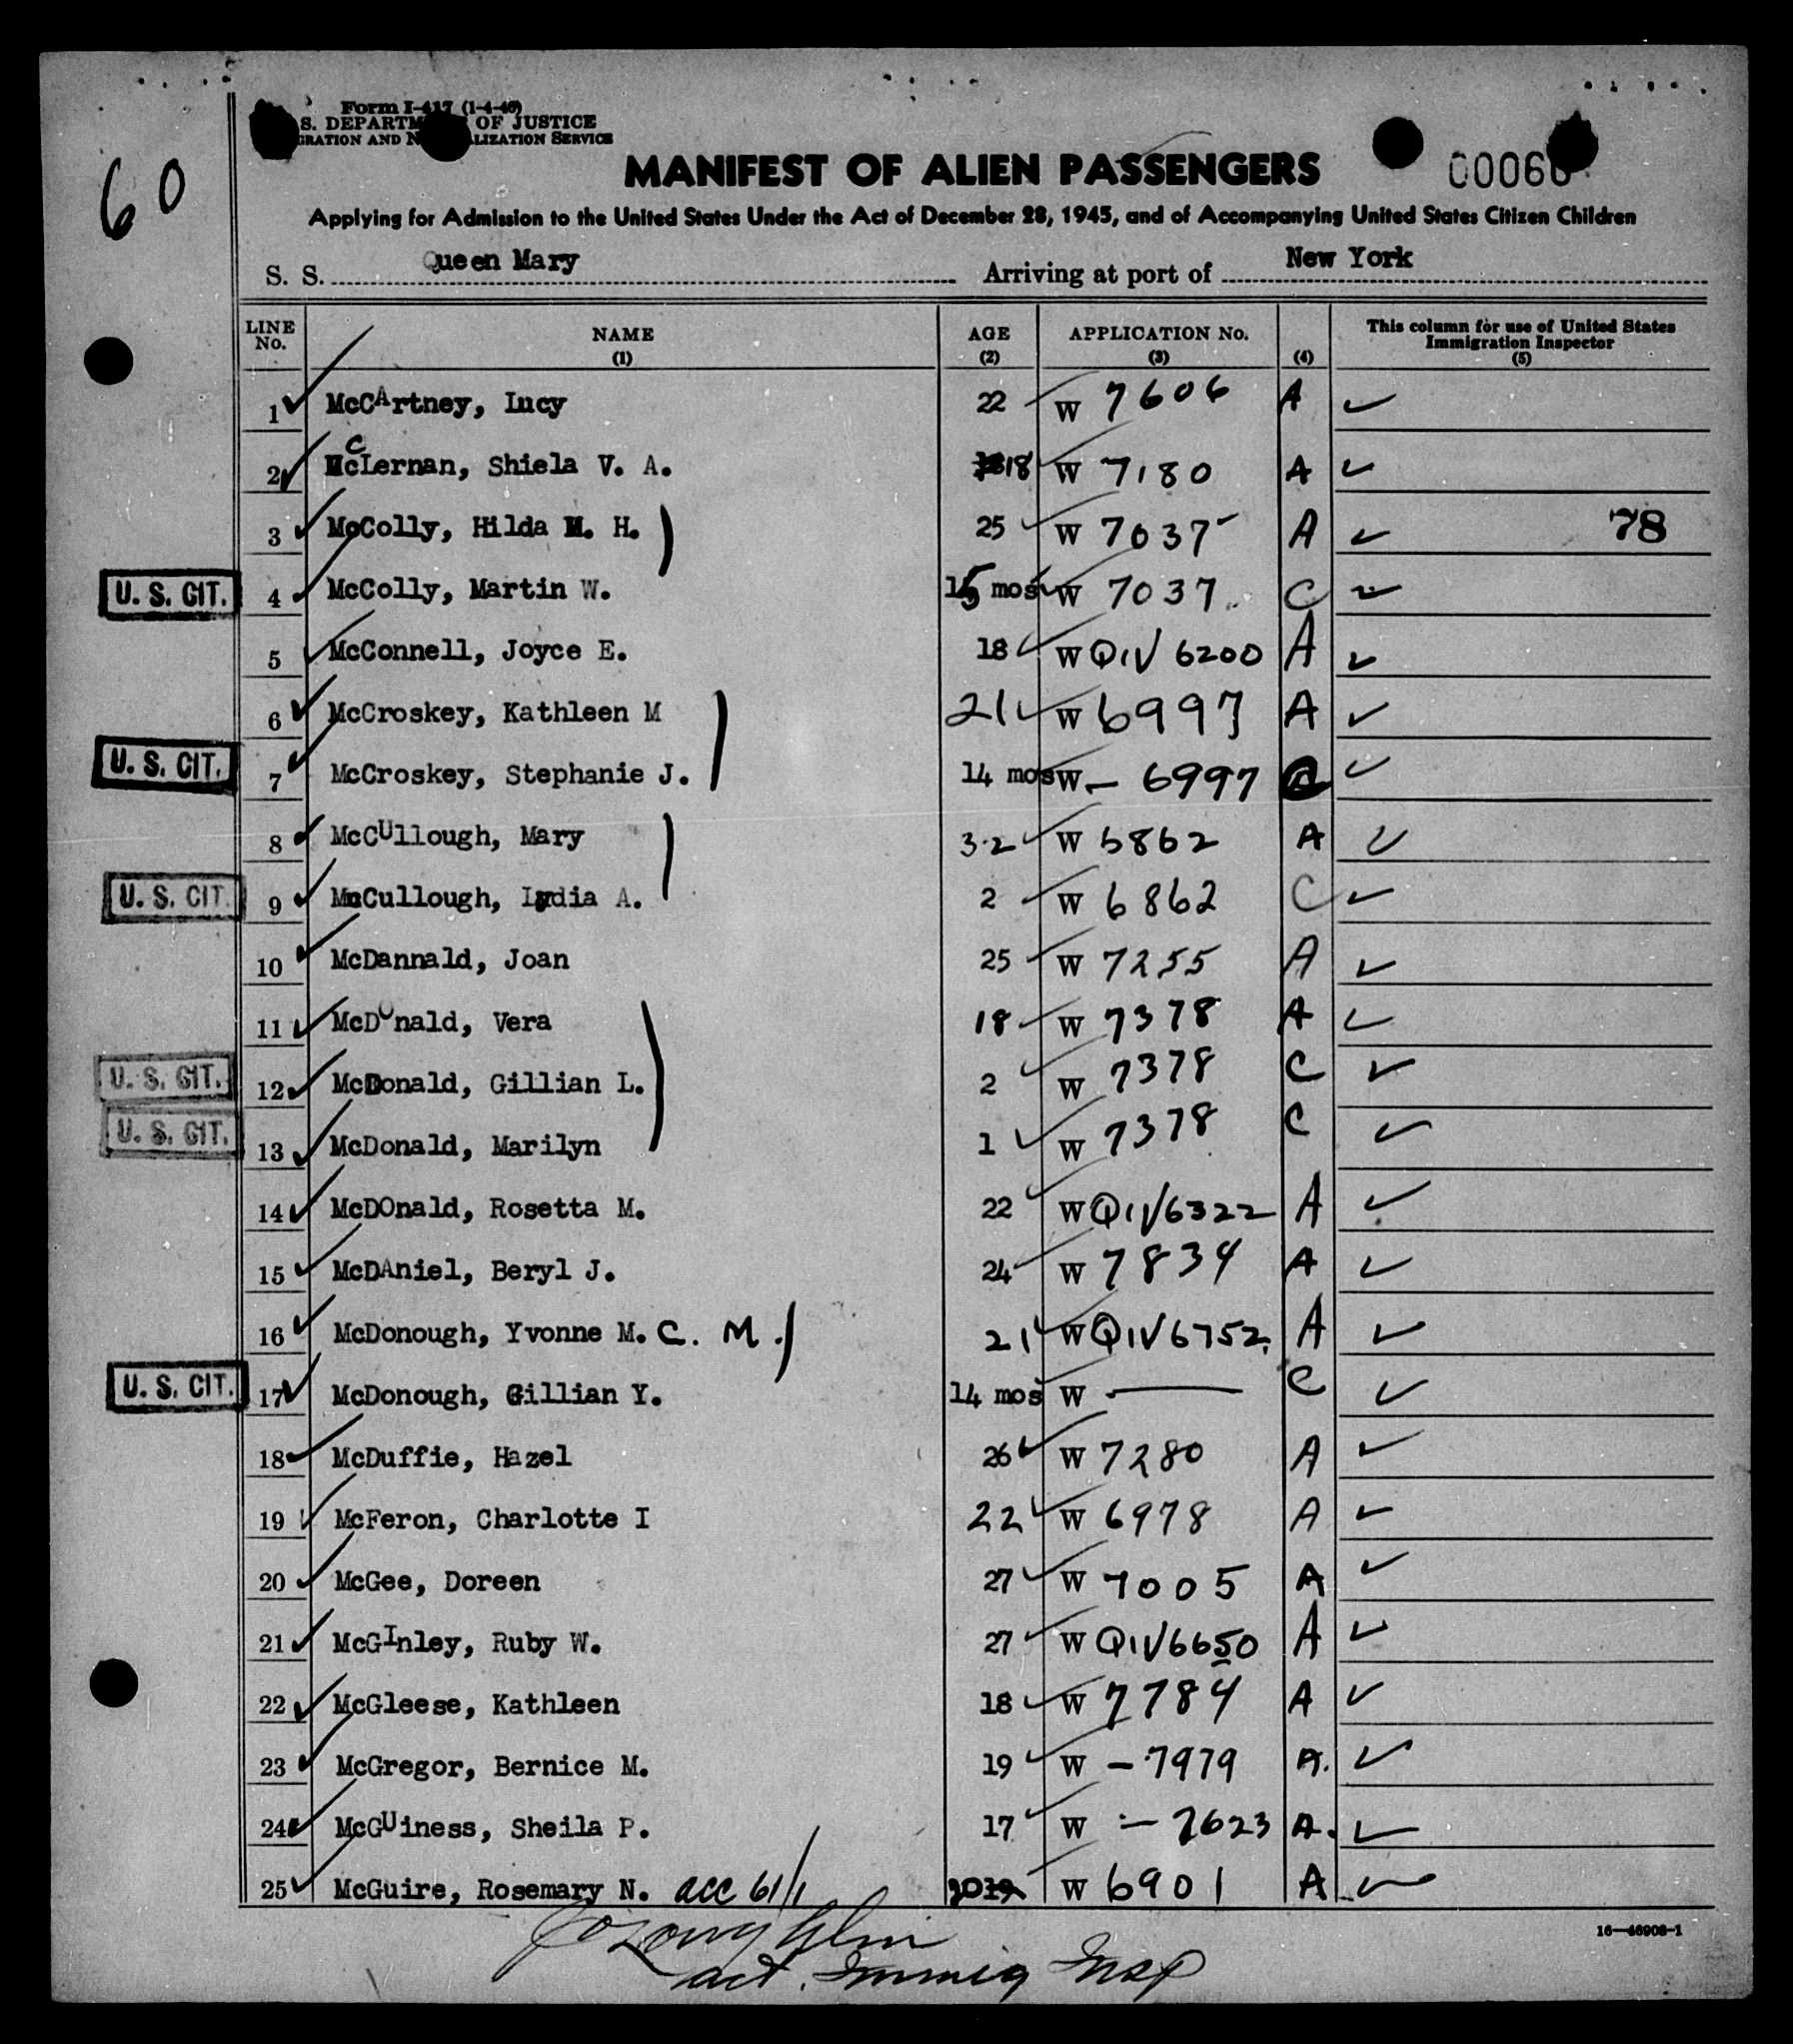 Form I-417 (1-4-46)
S. DEPARTM OF JUSTICE
GRATION AND N ALIZATION SERVICE
60
MANIFEST OF ALIEN PASSENGERS
00060
Applying for Admission to the United States Under the Act of December 28, 1945, and of Accompanying United States Citizen Children
S. S. Queen Mary Arriving at port of New York
LINE No. NAME (1) AGE (2) APPLICATION No. (3) (4) This column for use of United States Immigration Inspector (5)
1 McCArtney, Lucy 22 W 7606 A
2 McLernan, Shiela V. A. 18 W 7180 A
3 McColly, Hilda M. H. 25 W 7037 A 78
U. S. CIT. 4 McColly, Martin W. 15 mos W 7037 C
5 McConnell, Joyce E. 18 W QIV 6200 A
6 McCroskey, Kathleen M 21 W 6997 A
U. S. CIT. 7 McCroskey, Stephanie J. 14 mos W - 6997 C
8 McCUllough, Mary 32 W 6862 A
U. S. CIT. 9 McCullough, Lydia A. 2 W 6862 C
10 McDannald, Joan 25 W 7255 A
11 McDOnald, Vera 18 W 7378 A
U. S. CIT. 12 McDonald, Gillian L. 2 W 7378 C
U. S. CIT. 13 McDonald, Marilyn 1 W 7378 C
14 McDOnald, Rosetta M. 22 W QIV 6322 A
15 McDAniel, Beryl J. 24 W 7834 A
16 McDonough, Yvonne M. C. M. 21 W QIV 6752. A
U. S. CIT. 17 McDonough, Gillian Y. 14 mos W — C
18 McDuffie, Hazel 26 W 7280 A
19 McFeron, Charlotte I 22 W 6978 A
20 McGee, Doreen 27 W 7005 A
21 McGInley, Ruby W. 27 W QIV 6650 A
22 McGleese, Kathleen 18 W 7784 A
23 McGregor, Bernice M. 19 W - 7979 A.
24 McGUiness, Sheila P. 17 W - 7623 A.
25 McGuire, Rosemary N. acc 61/1 W 6901 A
16—46908-1
act. Immig Insp